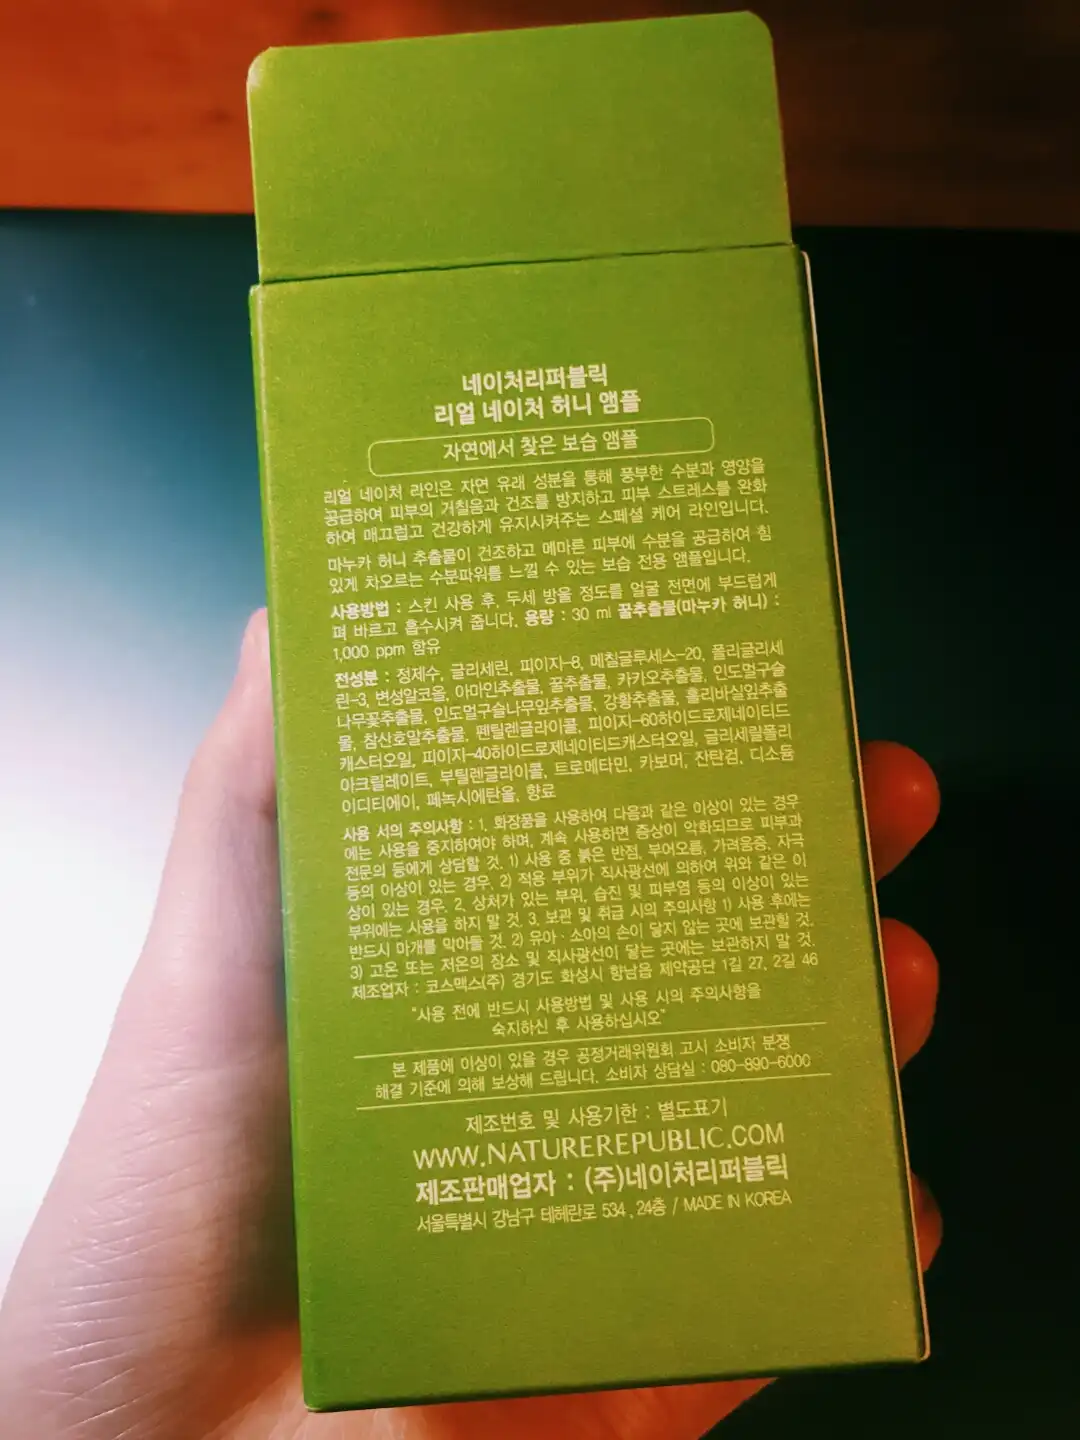 네이처리퍼블릭
리얼 네이처 허니 앰플
자연에서 찾은 보습 앰플
리얼 네이처 라인은 자연 유래 성분을 통해 풍부한 수분과 영양을
공급하여 피부의 거칠음과 건조를 방지하고 피부 스트레스를 완화
하여 매끄럽고 건강하게 유지시켜주는 스페셜 케어 라인입니다.
마누카 허니 추출물이 건조하고 메마른 피부에 수분을 공급하여 힘
있게 차오르는 수분파워를 느낄 수 있는 보습 전용 앰플입니다.
사용방법 : 스킨 사용 후, 두세 방울 정도를 얼굴 전면에 부드럽게
펴 바르고 흡수시켜 줍니다. 용량 : 30 ml 꿀추출물(마누카 허니) :
1,000 ppm 함유
전성분 : 정제수, 글리세린, 피이지-8, 메칠글루세스-20, 폴리글리세
린-3, 변성알코올, 아마인추출물, 꿀추출물, 카카오추출물, 인도멀구슬
나무꽃추출물, 인도멀구슬나무잎추출물, 강황추출물, 홀리바질잎추출
물, 참산호말추출물, 펜틸렌글라이콜, 피이지-60하이드로제네이티드
캐스터오일, 피이지-40하이드로제네이티드캐스터오일, 글리세릴폴리
아크릴레이트, 부틸렌글라이콜, 트로메타민, 카보머, 잔탄검, 디소듐
이디티에이, 페녹시에탄올, 향료
사용 서의 주의사항 : 1. 화장품을 사용하여 다음과 같은 이상이 있는 경우
에는 사용을 중지하여야 하며, 계속 사용하면 증상이 악화되므로 피부과
전문의 등에게 상담할 것. 1) 사용 중 붉은 반점, 부어오름, 가려움증, 자극
등의 이상이 있는 경우. 2) 적용 부위가 직사광선에 의하여 위와 같은 이
상이 있는 경우. 2. 상처가 있는 부위, 습진 및 피부염 등의 이상이 있는
부위에는 사용을 하지 말 것. 3. 보관 및 취급 시의 주의사항 1) 사용 후에는
반드시 마개를 막아둘 것. 2) 유아·소아의 손이 닿지 않는 곳에 보관할 것.
3) 고온 또는 저온의 장소 및 직사광선이 닿는 곳에는 보관하지 말 것.
제조업자 : 코스맥스(주) 경기도 화성시 향남읍 제약공단 1길 27, 2길 46
"사용 전에 반드시 사용방법 및 사용 시의 주의사항을
숙지하신 후 사용하십시오"
본 제품에 이상이 있을 경우 공정거래위원회 고시 소비자 분쟁
해결 기준에 의해 보상해 드립니다. 소비자 상담실 : 080-890-6000
제조번호 및 사용기한 : 별도표기
WWW.NATUREREPUBLIC.COM
제조판매업자 : (주)네이처리퍼블릭
서울특별시 강남구 테헤란로 534, 24층 / MADE IN KOREA